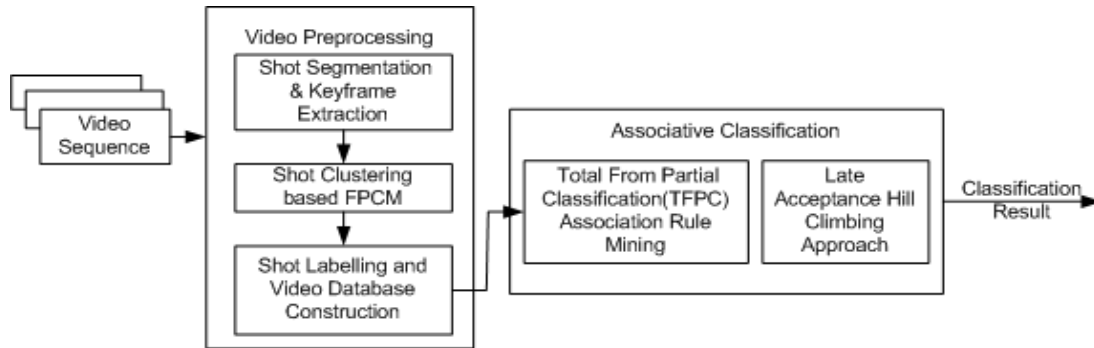 Video
Sequence
Video Preprocessing
Shot Segmentation
& Keyframe
Extraction
Shot Clustering
based FPCM
Shot Labelling and
Video Database
Construction
Associative Classification
Total From Partial
Classification(TFPC)
Association Rule
Mining
Late
Acceptance Hill
Climbing
Approach
Classification
Result